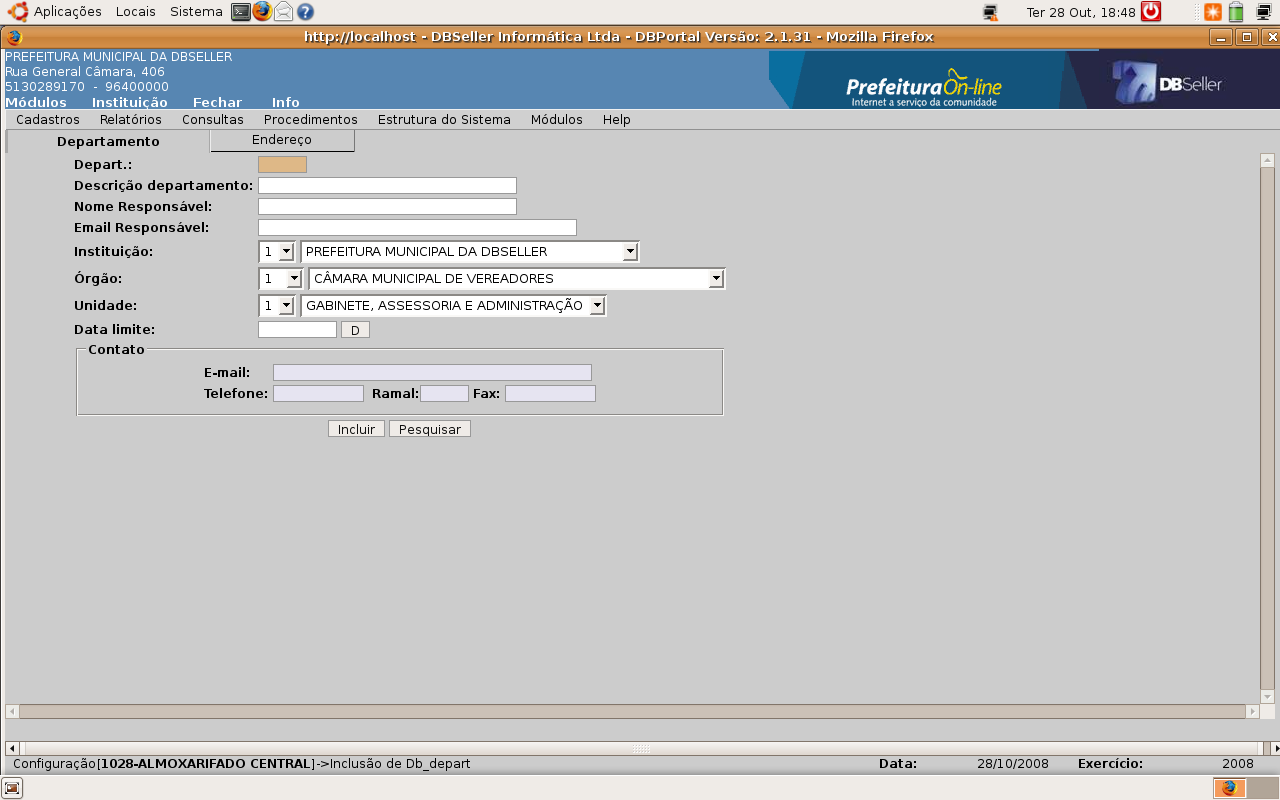 Aplicações Locais Sistema Ter 28 Out, 18:48
http://localhost - DBSeller Informática Ltda - DBPortal Versão: 2.1.31 - Mozilla Firefox
PREFEITURA MUNICIPAL DA DBSELLER
Rua General Câmara, 406
5130289170 - 96400000
Módulos Instituição Fechar Info
PrefeituraOn-line
Internet a serviço da comunidade
DBSeller
Cadastros Relatórios Consultas Procedimentos Estrutura do Sistema Módulos Help
Departamento Endereço
Depart.:
Descrição departamento:
Nome Responsável:
Email Responsável:
Instituição: 1 PREFEITURA MUNICIPAL DA DBSELLER
Órgão: 1 CÂMARA MUNICIPAL DE VEREADORES
Unidade: 1 GABINETE, ASSESSORIA E ADMINISTRAÇÃO
Data limite: D
Contato
E-mail:
Telefone: Ramal: Fax:
Incluir Pesquisar
Configuração[1028-ALMOXARIFADO CENTRAL]->Inclusão de Db_depart Data: 28/10/2008 Exercício: 2008